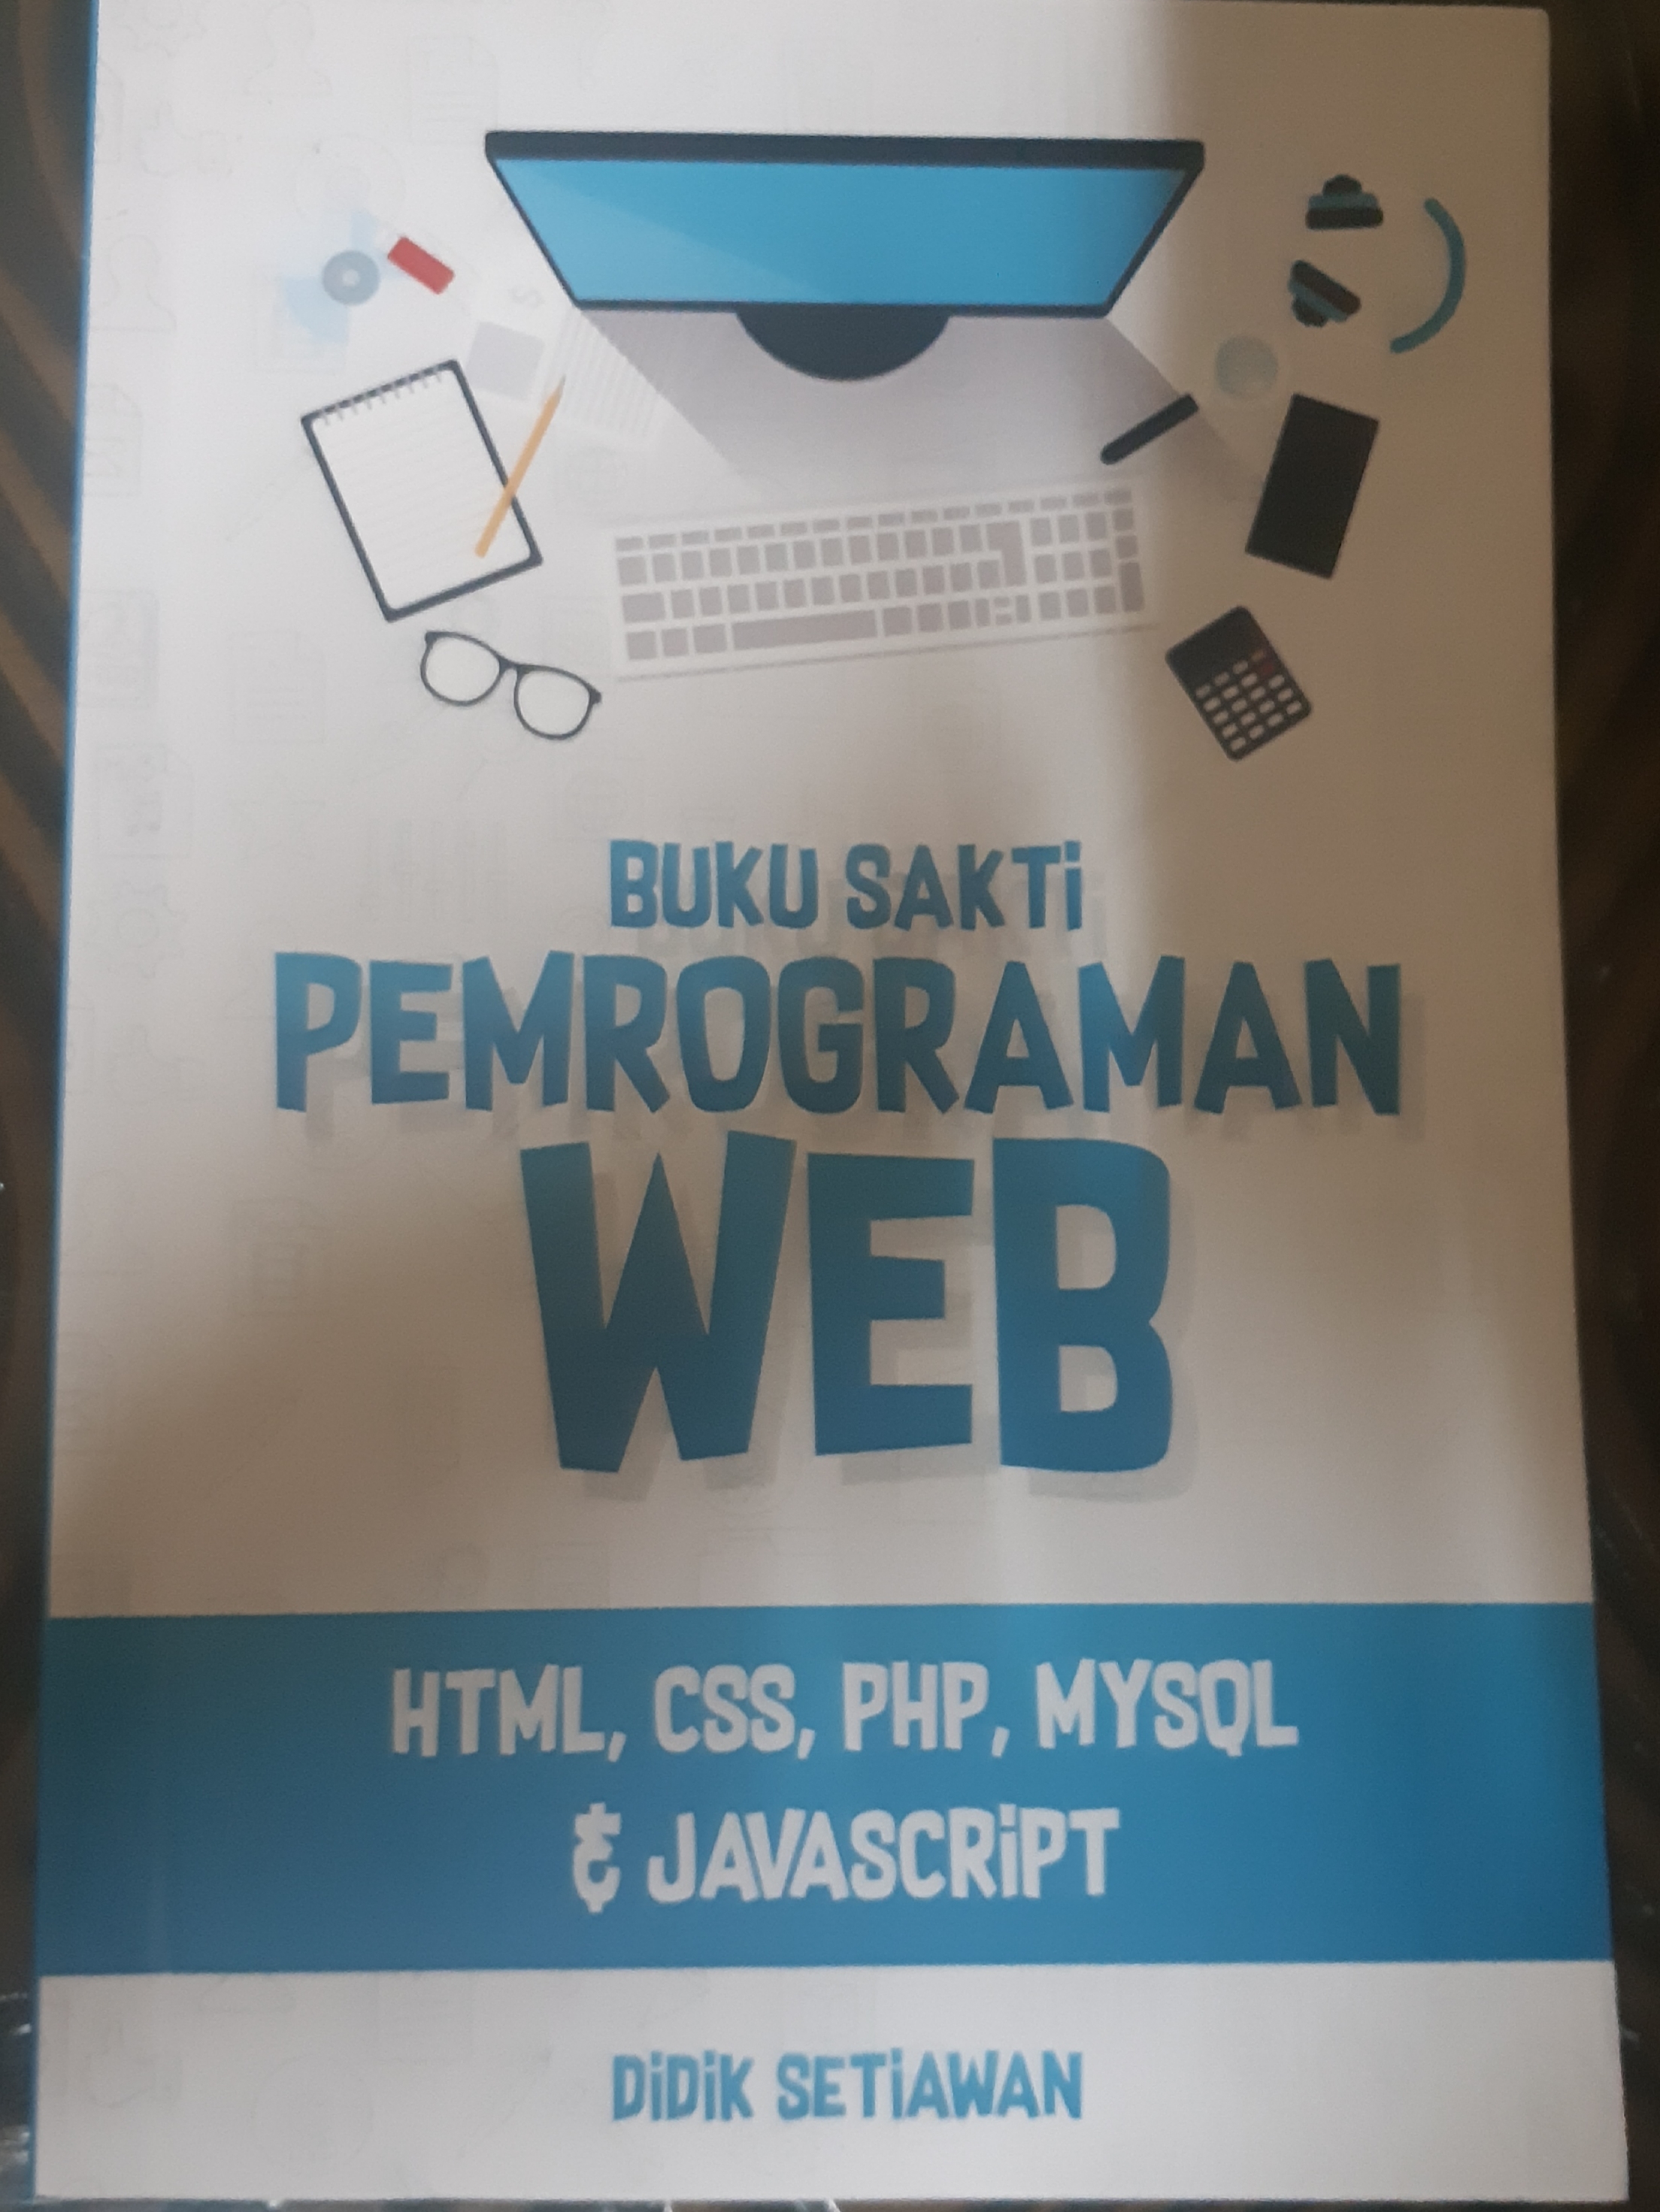 BUKU SAKTi
PEMROGRAMAN
WEB
HTML, CSS, PHP, MYSQL
& JAVASCRiPT
DiDiK SETiAWAN